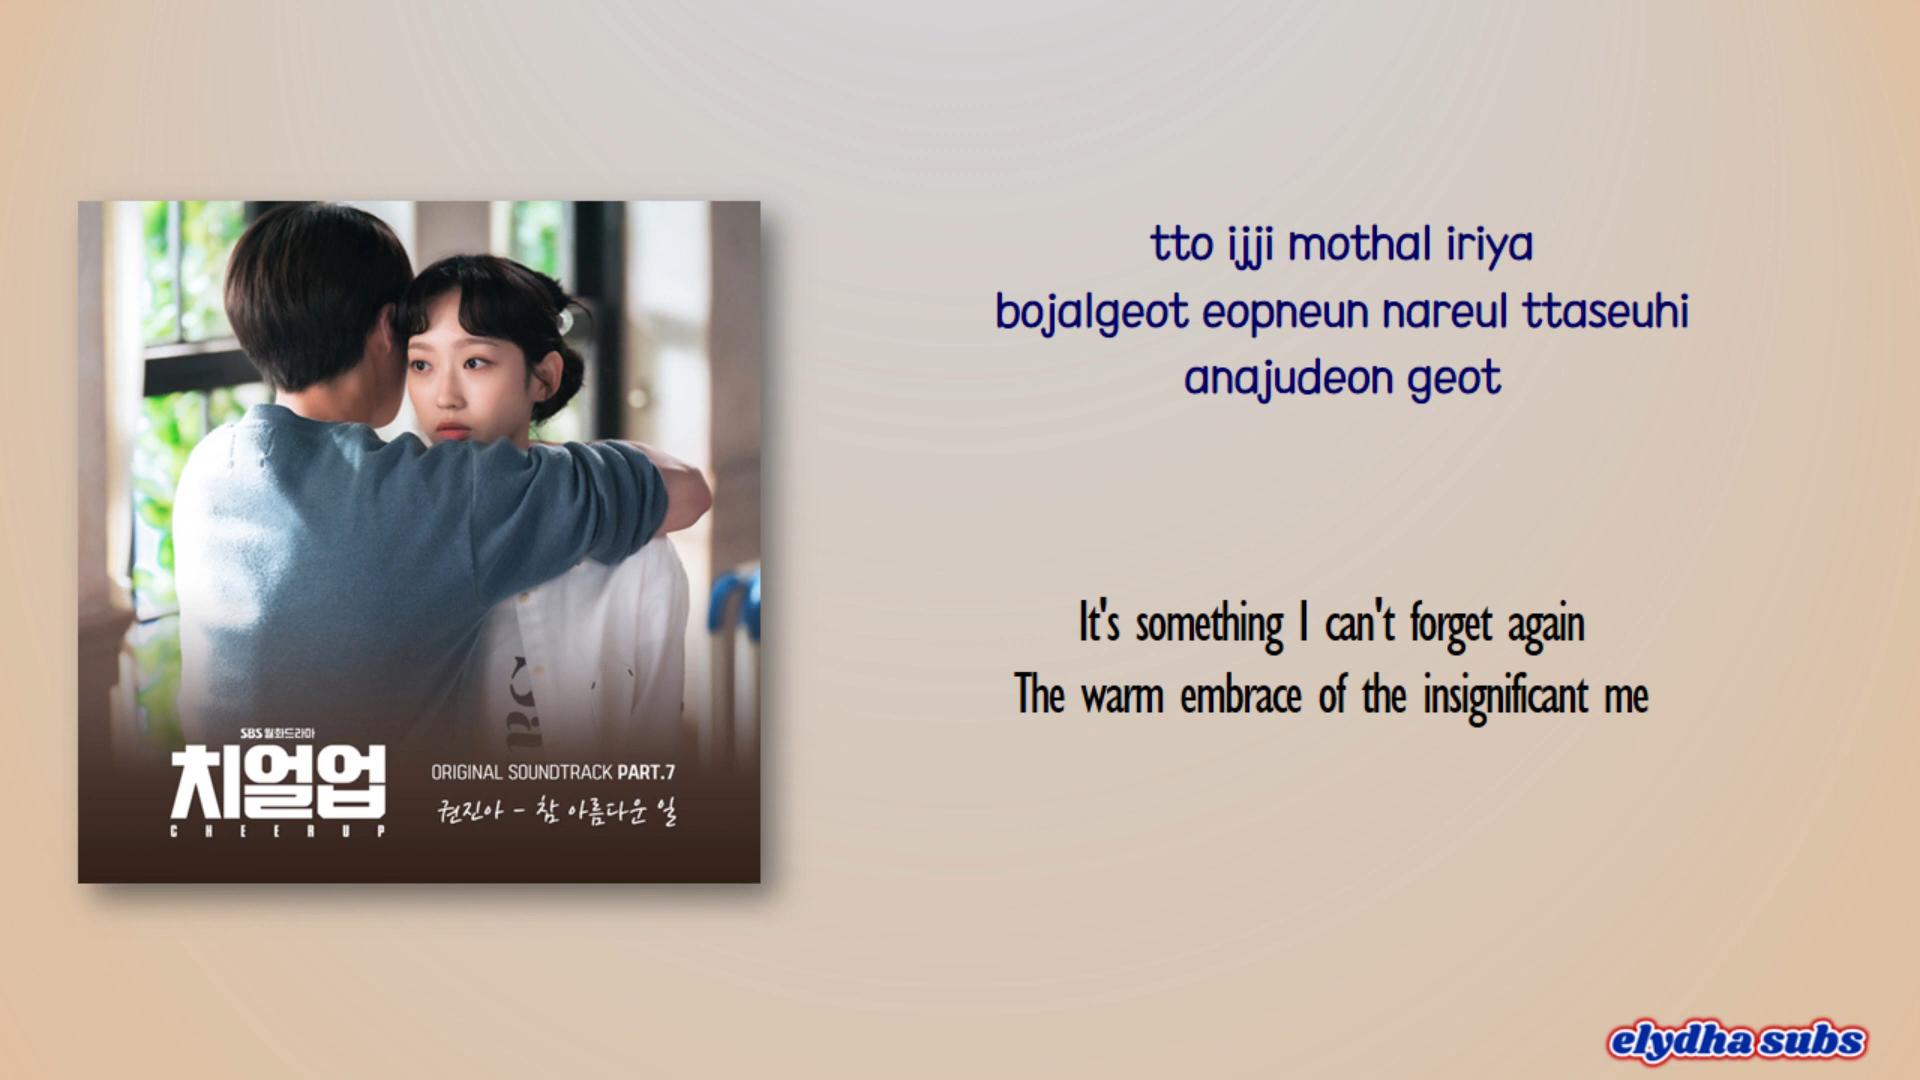 SBS 월화드라마
치얼업
CHEERUP
ORIGINAL SOUNDTRACK PART.7
권진아 - 참 아름다운 일
tto ijji mothal iriya
bojalgeot eopneun nareul ttaseuhi
anajudeon geot
It's something I can't forget again
The warm embrace of the insignificant me
elydha subs